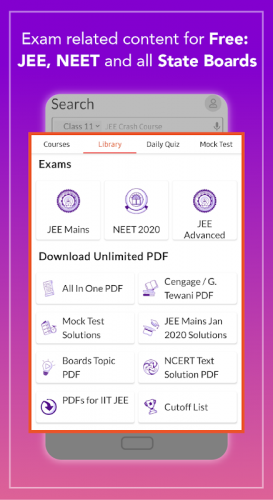 Exam related content for Free:
JEE, NEET and all State Boards
Search
Class 11 JEE Crash Course
Courses Library Daily Quiz Mock Test
Exams
JEE Mains NEET 2020 JEE Advanced
Download Unlimited PDF
All In One PDF
Cengage / G.
Tewani PDF
Mock Test
Solutions
JEE Mains Jan
2020 Solutions
Boards Topic
PDF
NCERT Text
Solution PDF
PDFs for IIT JEE
Cutoff List